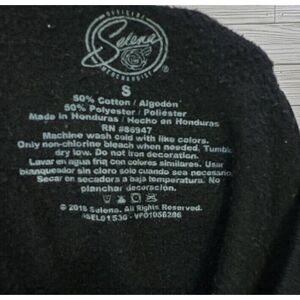 OFFICIAL
Selena
MERCHANDISE
S
50% Cotton / Algodón
50% Polyester / Poliéster
Made in Honduras / Hecho en Honduras
RN #86947
Machine wash cold with like colors.
Only non-chlorine bleach when needed. Tumble
dry low. Do not iron decoration.
Lavar en agua fria con colores similares. Usar
blanqueador sin cloro solo cuando sea necesario
Secar en secadora a baja temperatura. No
planchar decoración.
© 2018 Selena. All Rights Reserved.